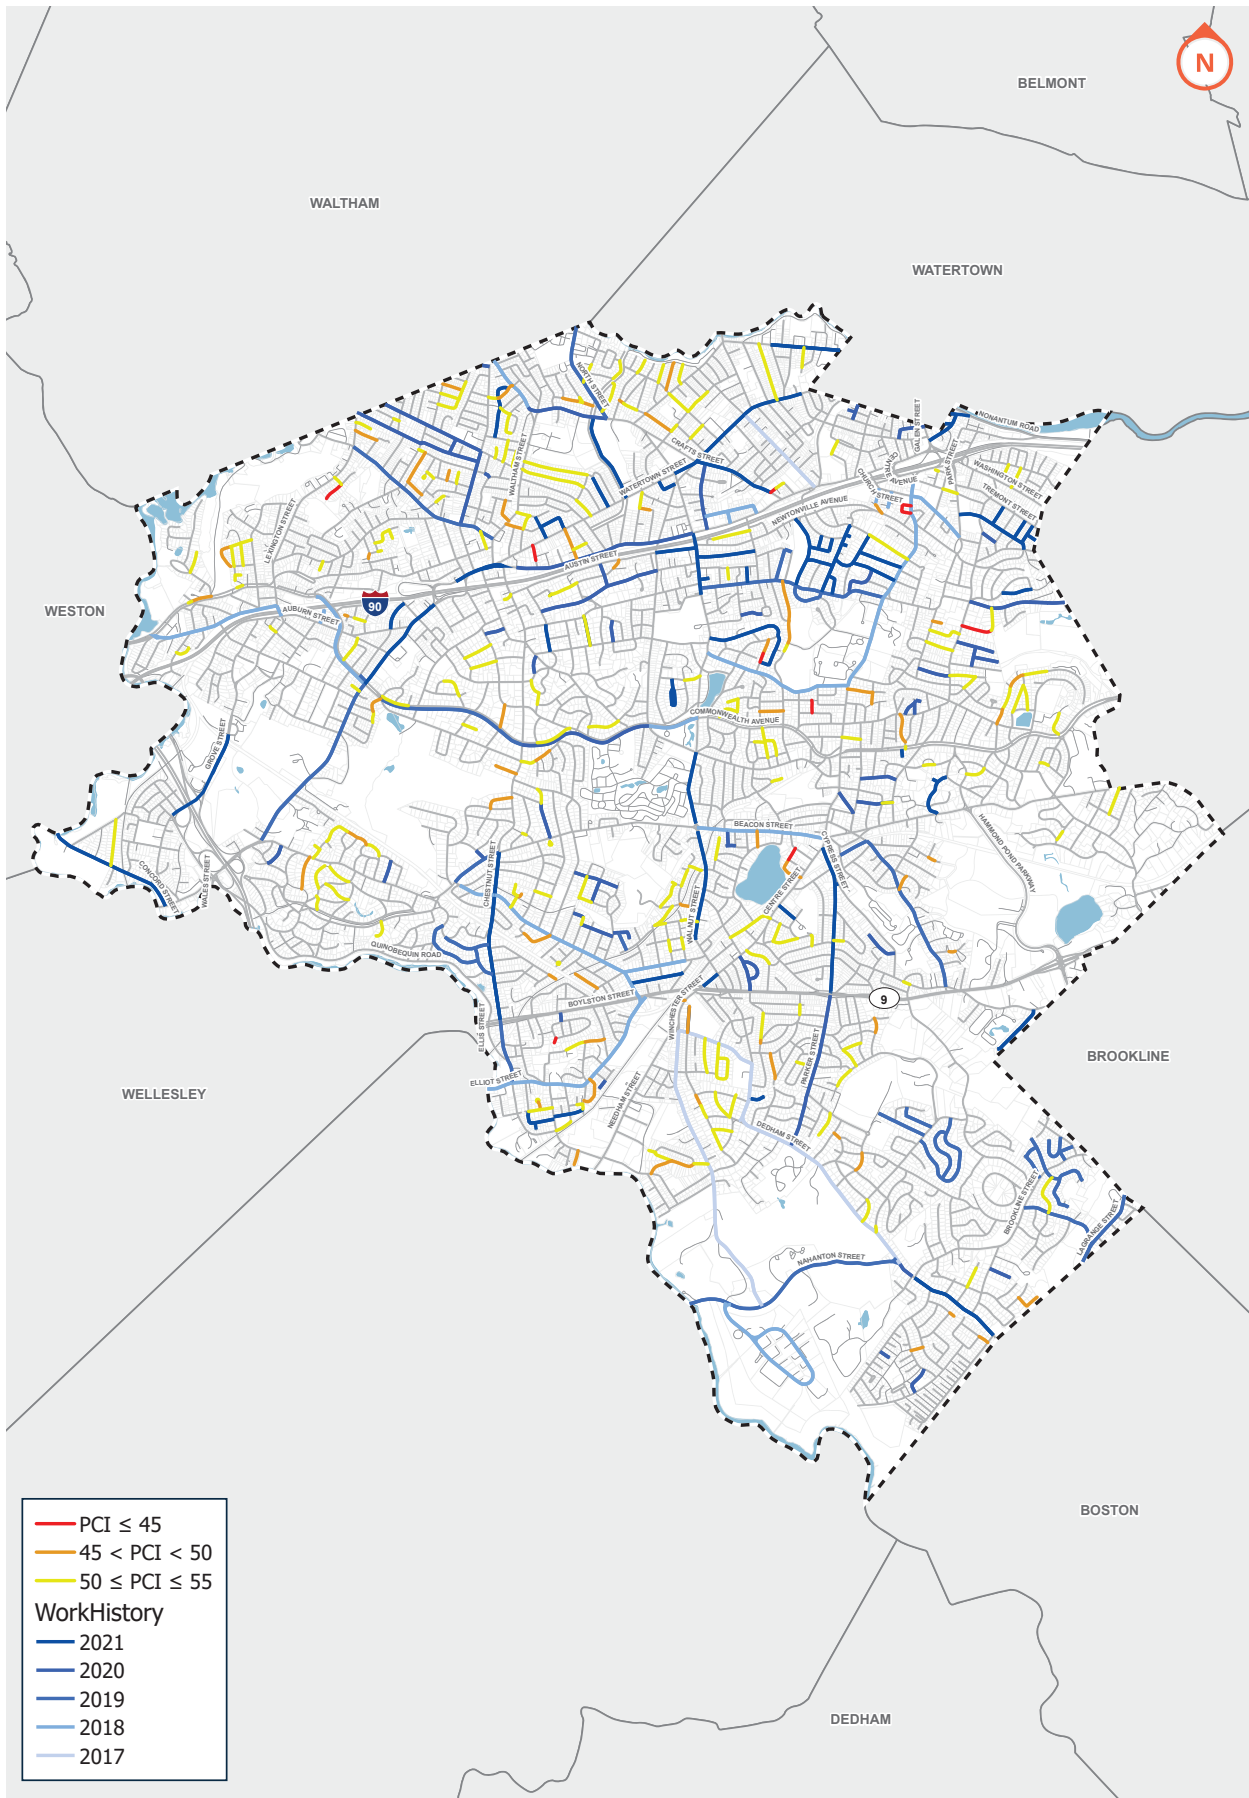 N
BELMONT
WALTHAM
WATERTOWN
NORTH STREET
GALEN STREET
NONANTUM ROAD
CRAFTS STREET
PARK STREET
CENTRE AVENUE
WALTHAM STREET
WATERTOWN STREET
WASHINGTON STREET
CHURCH STREET
TREMONT STREET
NEWTONVILLE AVENUE
LEXINGTON STREET
AUSTIN STREET
WESTON
90
AUBURN STREET
COMMONWEALTH AVENUE
GROVE STREET
BEACON STREET
CYPRESS STREET
HAMMOND POND PARKWAY
CONCORD STREET
WALES STREET
CHESTNUT STREET
CENTRE STREET
WALNUT STREET
QUINOBEQUIN ROAD
BOYLSTON STREET
9
ELLIS STREET
WINCHESTER STREET
PARKER STREET
BROOKLINE
WELLESLEY
ELLIOT STREET
NEEDHAM STREET
DEDHAM STREET
BROOKLINE STREET
LAGRANGE STREET
NAHANTON STREET
BOSTON
DEDHAM
PCI ≤ 45
45 < PCI < 50
50 ≤ PCI ≤ 55
WorkHistory
2021
2020
2019
2018
2017